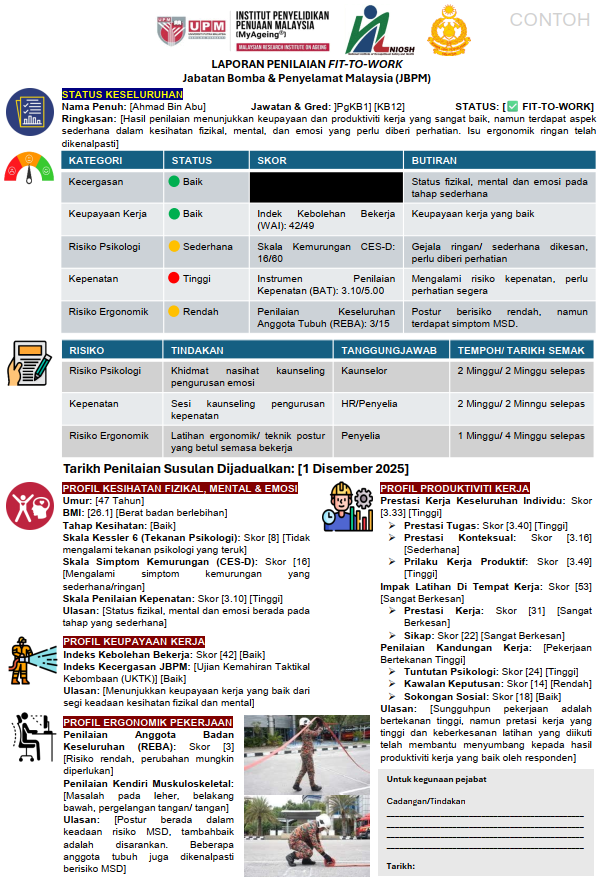 CONTOH
UPM
INSTITUT PENYELIDIKAN
PENUAAN MALAYSIA
(MyAgeing®)
MALAYSIAN RESEARCH INSTITUTE ON AGEING
NIOSH
LAPORAN PENILAIAN FIT-TO-WORK
Jabatan Bomba & Penyelamat Malaysia (JBPM)
STATUS KESELURUHAN
Nama Penuh: [Ahmad Bin Abu] Jawatan & Gred: ]PgKB1] [KB12] STATUS: [✅ FIT-TO-WORK]
Ringkasan: [Hasil penilaian menunjukkan keupayaan dan produktiviti kerja yang sangat baik, namun terdapat aspek
sederhana dalam kesihatan fizikal, mental, dan emosi yang perlu diberi perhatian. Isu ergonomik ringan telah
dikenalpasti]
KATEGORI STATUS SKOR BUTIRAN
Kecergasan Baik Status fizikal, mental dan emosi pada
tahap sederhana
Keupayaan Kerja Baik Indek Kebolehan Bekerja Keupayaan kerja yang baik
(WAI): 42/49
Risiko Psikologi Sederhana Skala Kemurungan CES-D: Gejala ringan/ sederhana dikesan,
16/60 perlu diberi perhatian
Kepenatan Tinggi Instrumen Penilaian Mengalami risiko kepenatan, perlu
Kepenatan (BAT): 3.10/5.00 perhatian segera
Risiko Ergonomik Rendah Penilaian Keseluruhan Postur berisiko rendah, namun
Anggota Tubuh (REBA): 3/15 terdapat simptom MSD.
RISIKO TINDAKAN TANGGUNGJAWAB TEMPOH/ TARIKH SEMAK
Risiko Psikologi Khidmat nasihat kaunseling Kaunselor 2 Minggu/ 2 Minggu selepas
pengurusan emosi
Kepenatan Sesi kaunseling pengurusan HR/Penyelia 2 Minggu/ 2 Minngu selepas
kepenatan
Risiko Ergonomik Latihan ergonomik/ teknik postur Penyelia 1 Minggu/ 4 Minggu selepas
yang betul semasa bekerja
Tarikh Penilaian Susulan Dijadualkan: [1 Disember 2025]
PROFIL KESIHATAN FIZIKAL, MENTAL & EMOSI
Umur: [47 Tahun]
BMI: [26.1] [Berat badan berlebihan]
Tahap Kesihatan: [Baik]
Skala Kessler 6 (Tekanan Psikologi): Skor [8] [Tidak
mengalami tekanan psikologi yang teruk]
Skala Simptom Kemurungan (CES-D): Skor [16]
[Mengalami simptom kemurungan yang
sederhana/ringan]
Skala Penilaian Kepenatan: Skor [3.10] [Tinggi]
Ulasan: [Status fizikal, mental dan emosi berada pada
tahap yang sederhana]
PROFIL KEUPAYAAN KERJA
Indeks Kebolehan Bekerja: Skor [42] [Baik]
Indeks Kecergasan JBPM: [Ujian Kemahiran Taktikal
Kebombaan (UKTK)] [Baik]
Ulasan: [Menunjukkan keupayaan kerja yang baik dari
segi keadaan kesihatan fizikal dan mental]
PROFIL ERGONOMIK PEKERJAAN
Penilaian Anggota Badan
Keseluruhan (REBA): Skor [3]
[Risiko rendah, perubahan mungkin
diperlukan]
Penilaian Kendiri Muskuloskeletal:
[Masalah pada leher, belakang
bawah, pergelangan tangan/ tangan]
Ulasan: [Postur berada dalam
keadaan risiko MSD, tambahbaik
adalah disarankan. Beberapa
anggota tubuh juga dikenalpasti
berisiko MSD]
PROFIL PRODUKTIVITI KERJA
Prestasi Kerja Keseluruhan Individu: Skor
[3.33] [Tinggi]
➢ Prestasi Tugas: Skor [3.40] [Tinggi]
➢ Prestasi Konteksual: Skor [3.16]
[Sederhana]
➢ Prilaku Kerja Produktif: Skor [3.49]
[Tinggi]
Impak Latihan Di Tempat Kerja: Skor [53]
[Sangat Berkesan]
➢ Prestasi Kerja: Skor [31] [Sangat
Berkesan]
➢ Sikap: Skor [22] [Sangat Berkesan]
Penilaian Kandungan Kerja: [Pekerjaan
Bertekanan Tinggi]
➢ Tuntutan Psikologi: Skor [24] [Tinggi]
➢ Kawalan Keputusan: Skor [14] [Rendah]
➢ Sokongan Sosial: Skor [18] [Baik]
Ulasan: [Sungguhpun pekerjaan adalah
bertekanan tinggi, namun pretasi kerja yang
tinggi dan keberkesanan latihan yang diikuti
telah membantu menyumbang kepada hasil
produktiviti kerja yang baik oleh responden]
Untuk kegunaan pejabat
Cadangan/Tindakan
Tarikh: